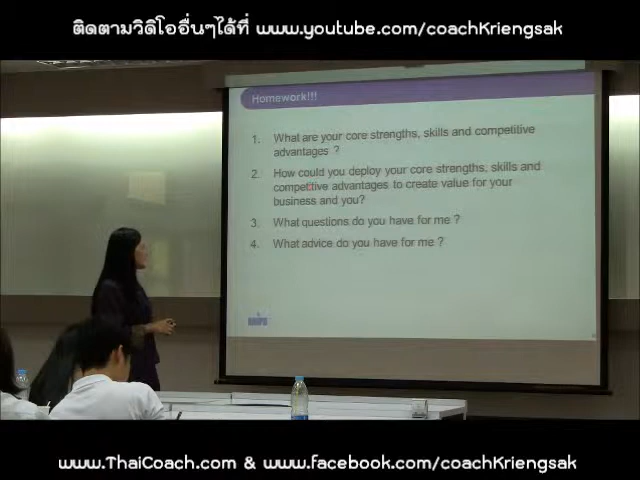 ติดตามวิดิโออื่นๆได้ที่ www.youtube.com/coachKriengsak
Homework!!!
1. What are your core strengths, skills and competitive
advantages ?
2. How could you deploy your core strengths, skills and
competitive advantages to create value for your
business and you?
3. What questions do you have for me ?
4. What advice do you have for me ?
www.ThaiCoach.com & www.facebook.com/coachKriengsak